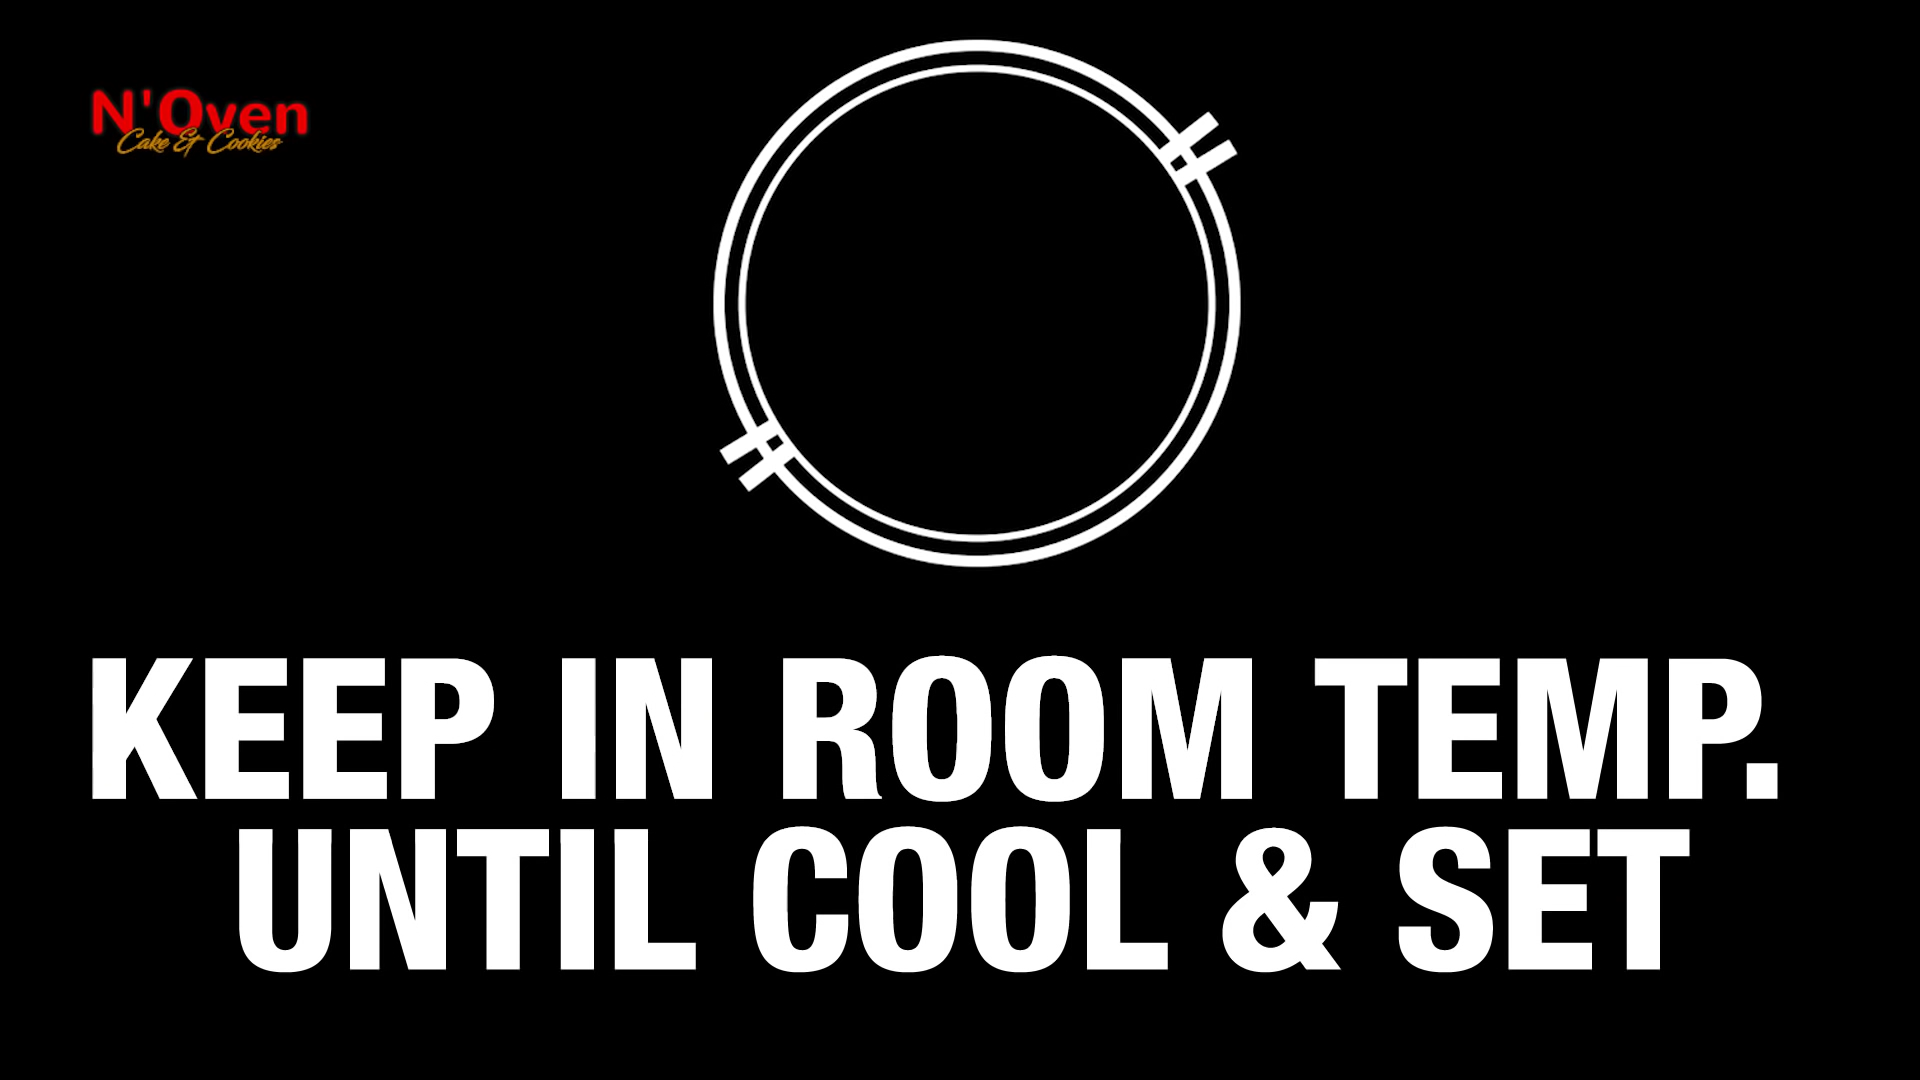 N'Oven
Cake & Cookies
KEEP IN ROOM TEMP.
UNTIL COOL & SET